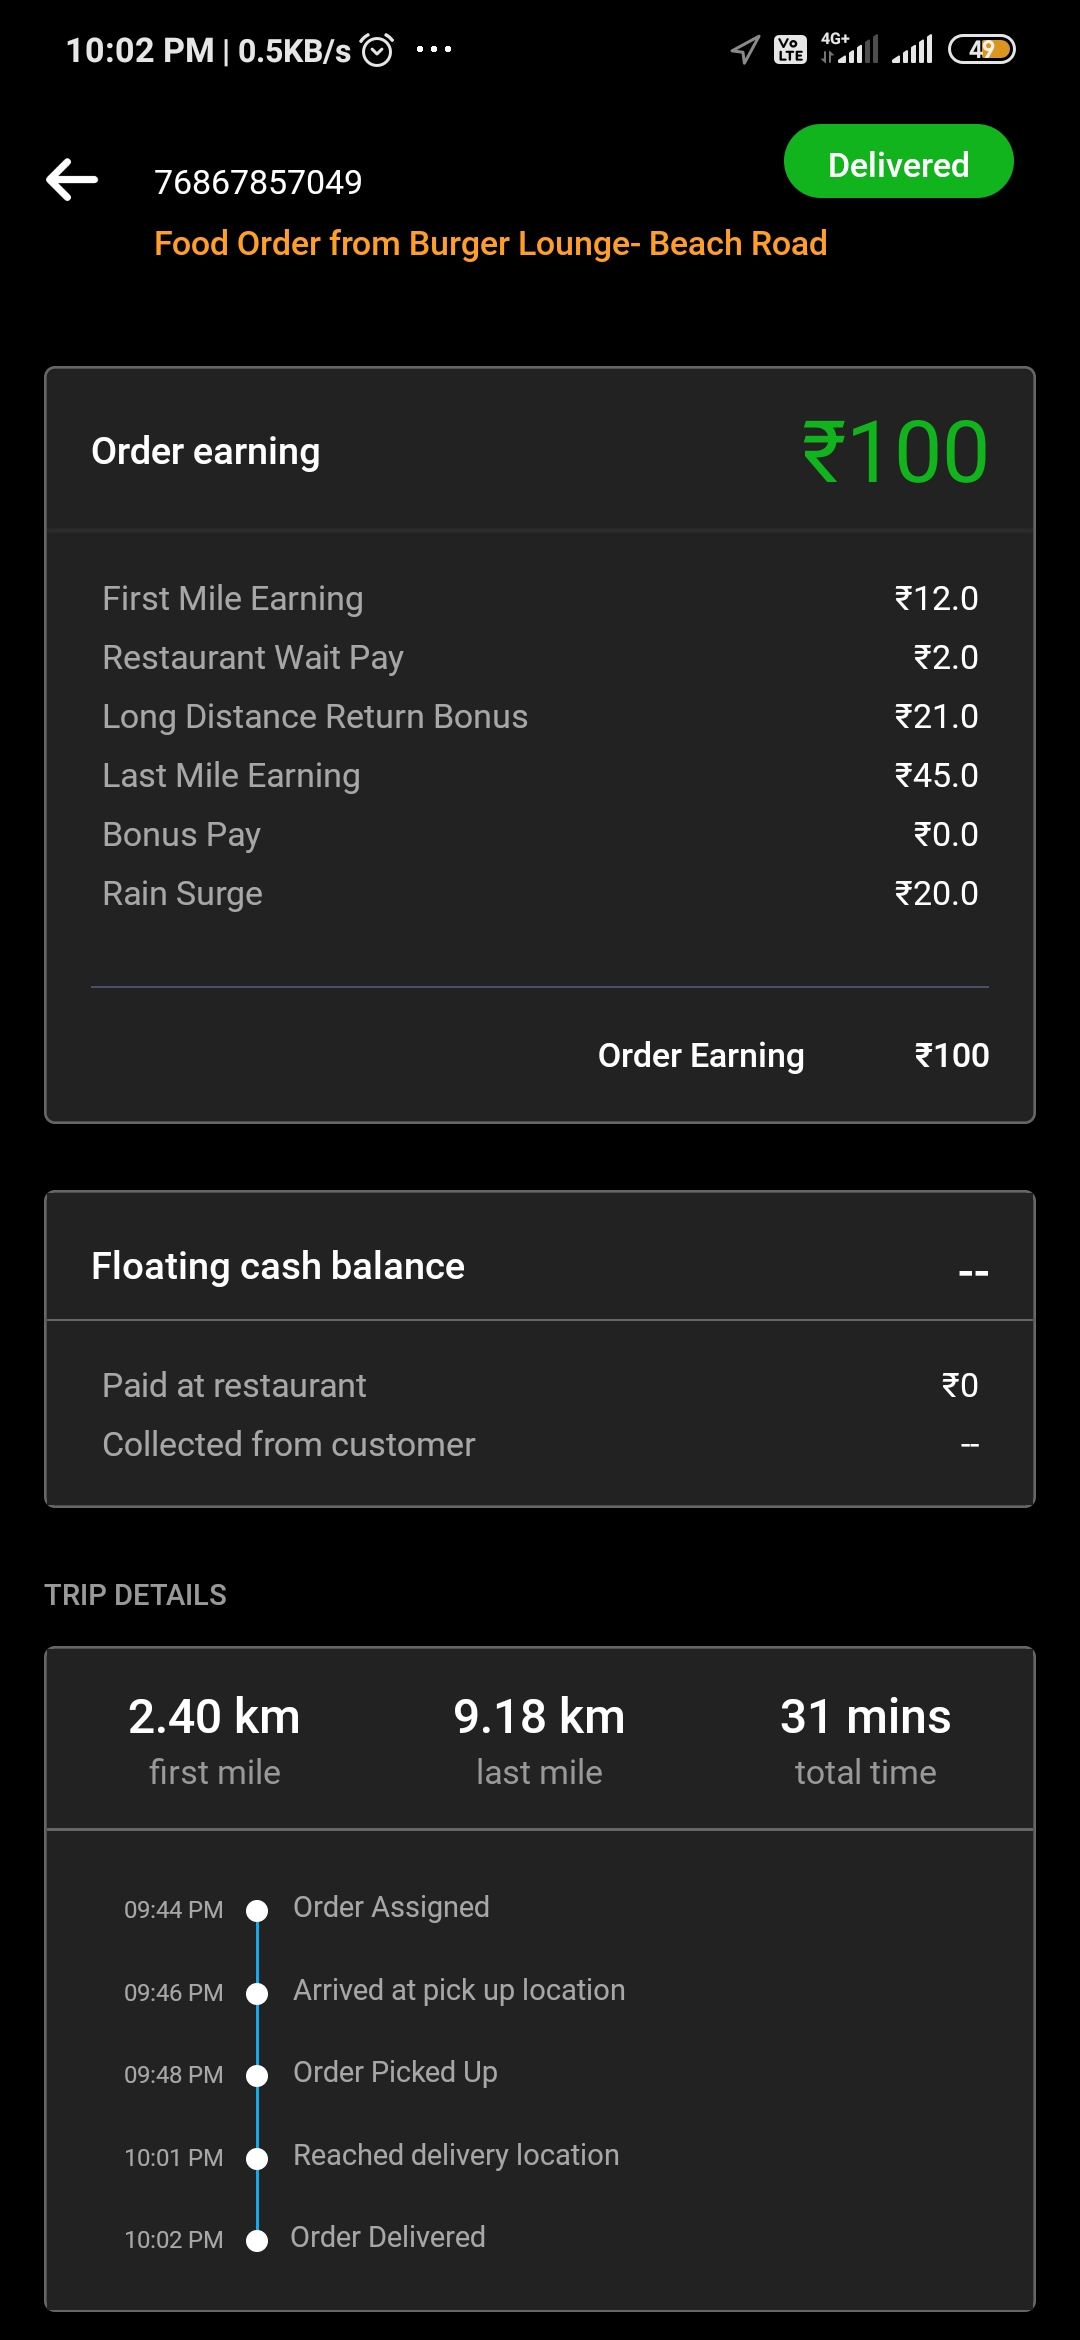 10:02 PM | 0.5KB/s ...
Vo LTE 4G+ 49
76867857049
Delivered
Food Order from Burger Lounge- Beach Road
Order earning ₹100
First Mile Earning ₹12.0
Restaurant Wait Pay ₹2.0
Long Distance Return Bonus ₹21.0
Last Mile Earning ₹45.0
Bonus Pay ₹0.0
Rain Surge ₹20.0
Order Earning ₹100
Floating cash balance --
Paid at restaurant ₹0
Collected from customer --
TRIP DETAILS
2.40 km 9.18 km 31 mins
first mile last mile total time
09:44 PM Order Assigned
09:46 PM Arrived at pick up location
09:48 PM Order Picked Up
10:01 PM Reached delivery location
10:02 PM Order Delivered